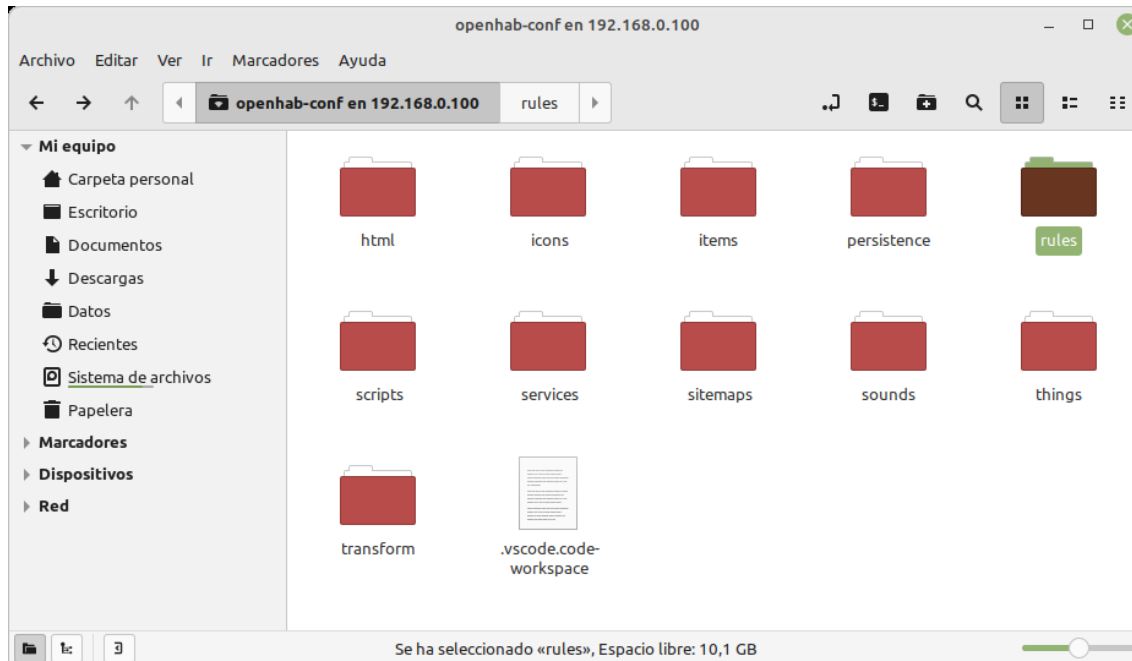 openhab-conf en 192.168.0.100
Archivo Editar Ver Ir Marcadores Ayuda
openhab-conf en 192.168.0.100 rules
Mi equipo
Carpeta personal
Escritorio
Documentos
Descargas
Datos
Recientes
Sistema de archivos
Papelera
Marcadores
Dispositivos
Red
html icons items persistence rules
scripts services sitemaps sounds things
transform .vscode.code-
workspace
Se ha seleccionado «rules», Espacio libre: 10,1 GB